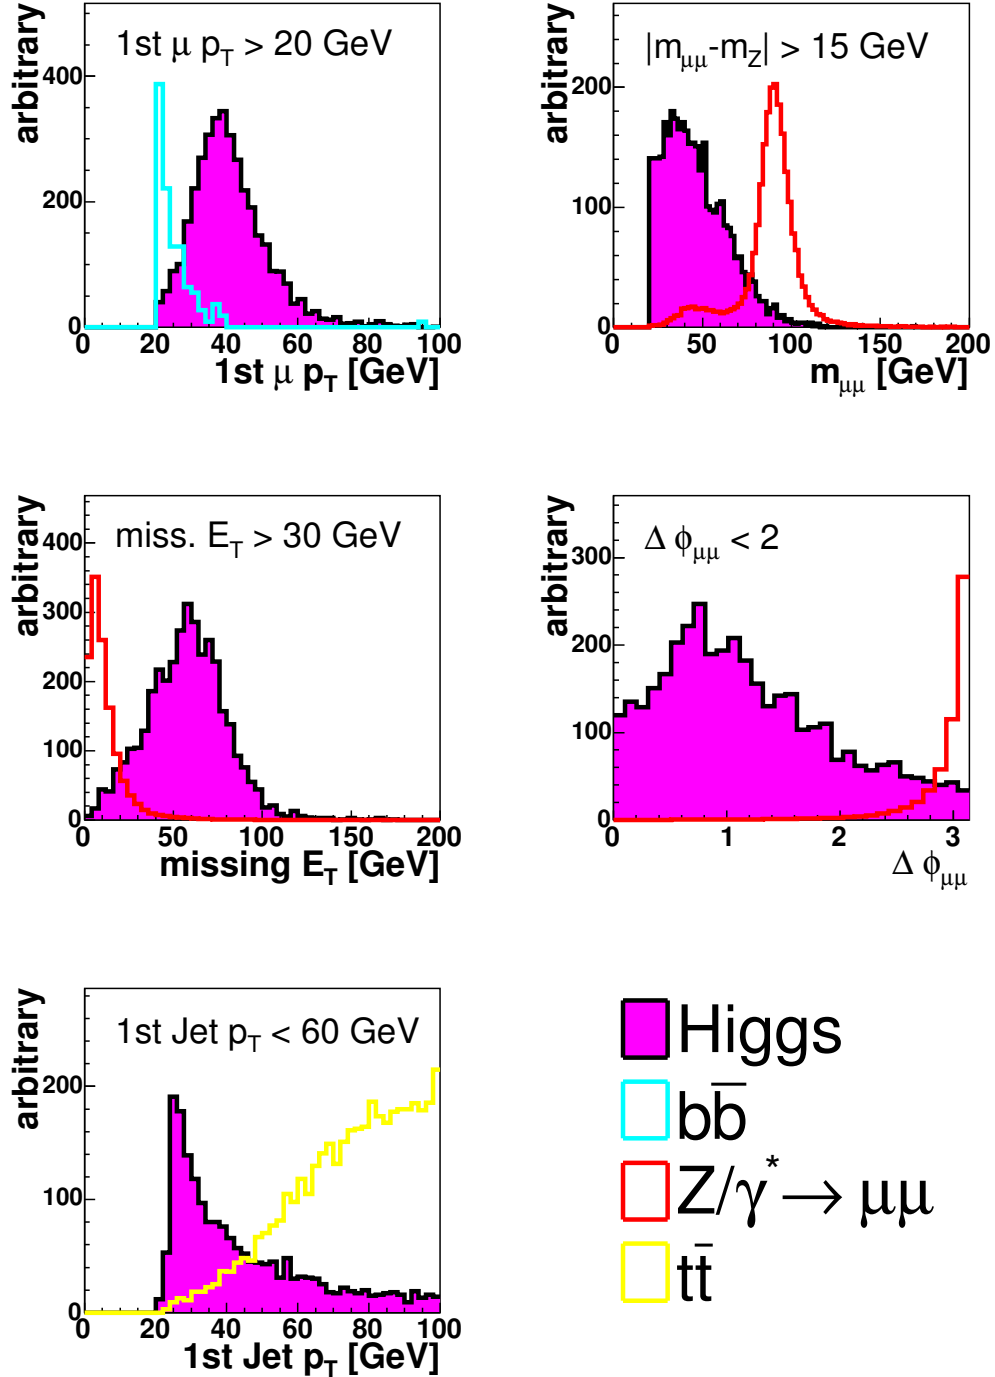 arbitrary
1st μ p_T > 20 GeV
400
200
0
0 20 40 60 80 100
1st μ p_T [GeV]
arbitrary
|m_μμ-m_Z| > 15 GeV
200
100
0
0 50 100 150 200
m_μμ [GeV]
arbitrary
miss. E_T > 30 GeV
400
300
200
100
0
0 50 100 150 200
missing E_T [GeV]
arbitrary
Δ ϕ_μμ < 2
300
200
100
0
0 1 2 3
Δ ϕ_μμ
arbitrary
1st Jet p_T < 60 GeV
200
100
0
0 20 40 60 80 100
1st Jet p_T [GeV]
Higgs
bb̅
Z/γ* → μμ
tt̅